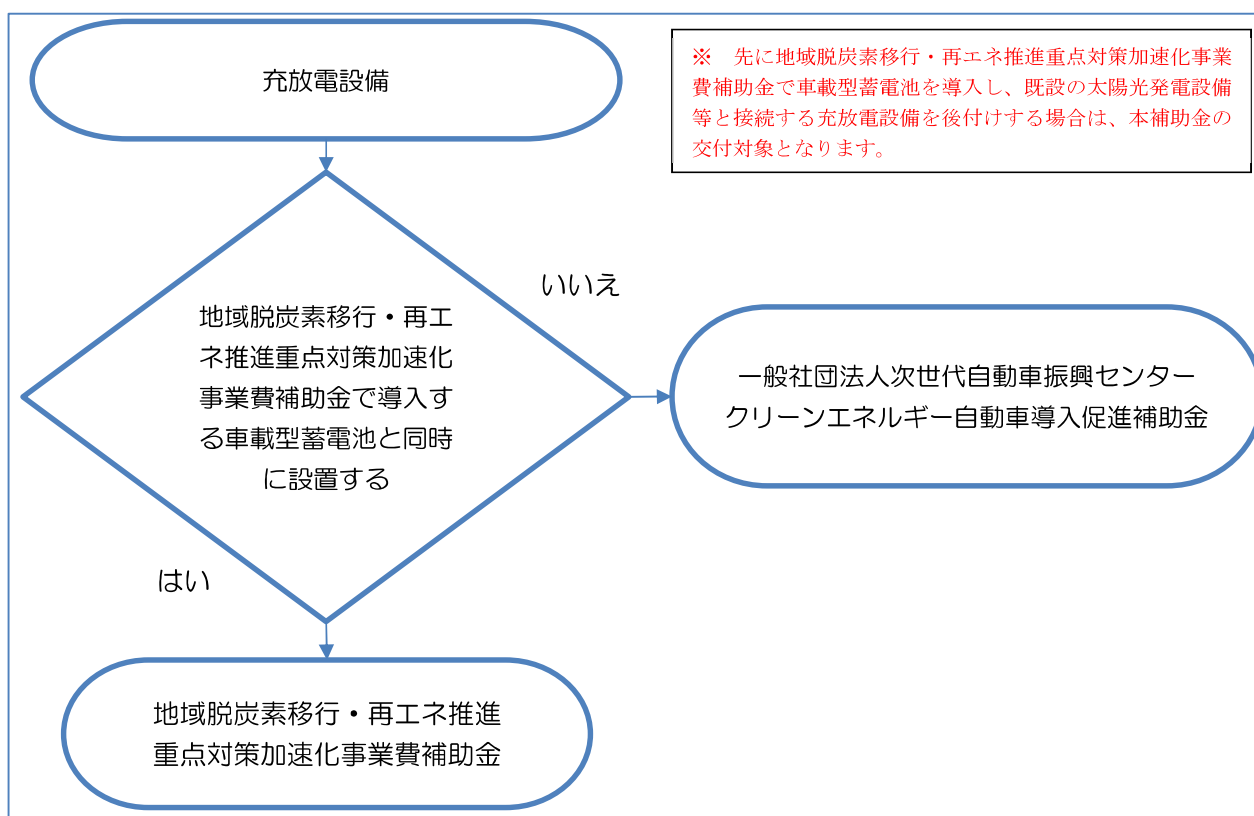 充放電設備
※　先に地域脱炭素移行・再エネ推進重点対策加速化事業
費補助金で車載型蓄電池を導入し、既設の太陽光発電設備
等と接続する充放電設備を後付けする場合は、本補助金の
交付対象となります。
いいえ
地域脱炭素移行・再エ
ネ推進重点対策加速化
事業費補助金で導入す
る車載型蓄電池と同時
に設置する
一般社団法人次世代自動車振興センター
クリーンエネルギー自動車導入促進補助金
はい
地域脱炭素移行・再エネ推進
重点対策加速化事業費補助金